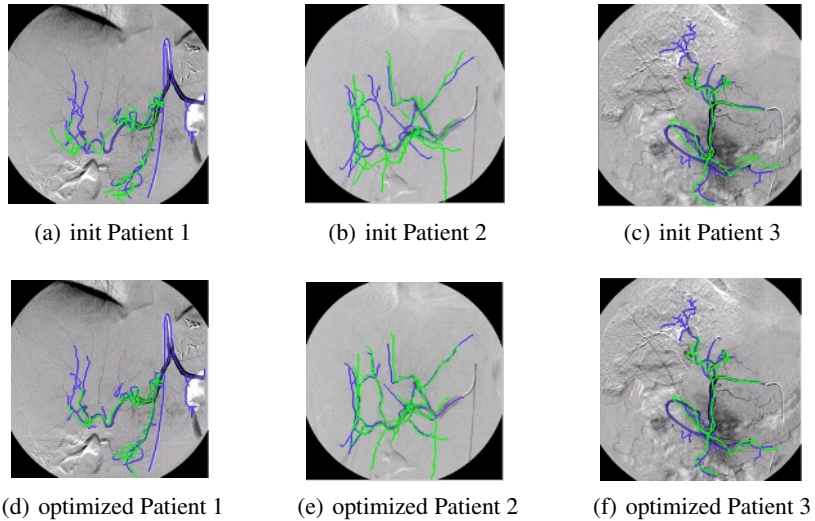 (a) init Patient 1
(b) init Patient 2
(c) init Patient 3
(d) optimized Patient 1
(e) optimized Patient 2
(f) optimized Patient 3